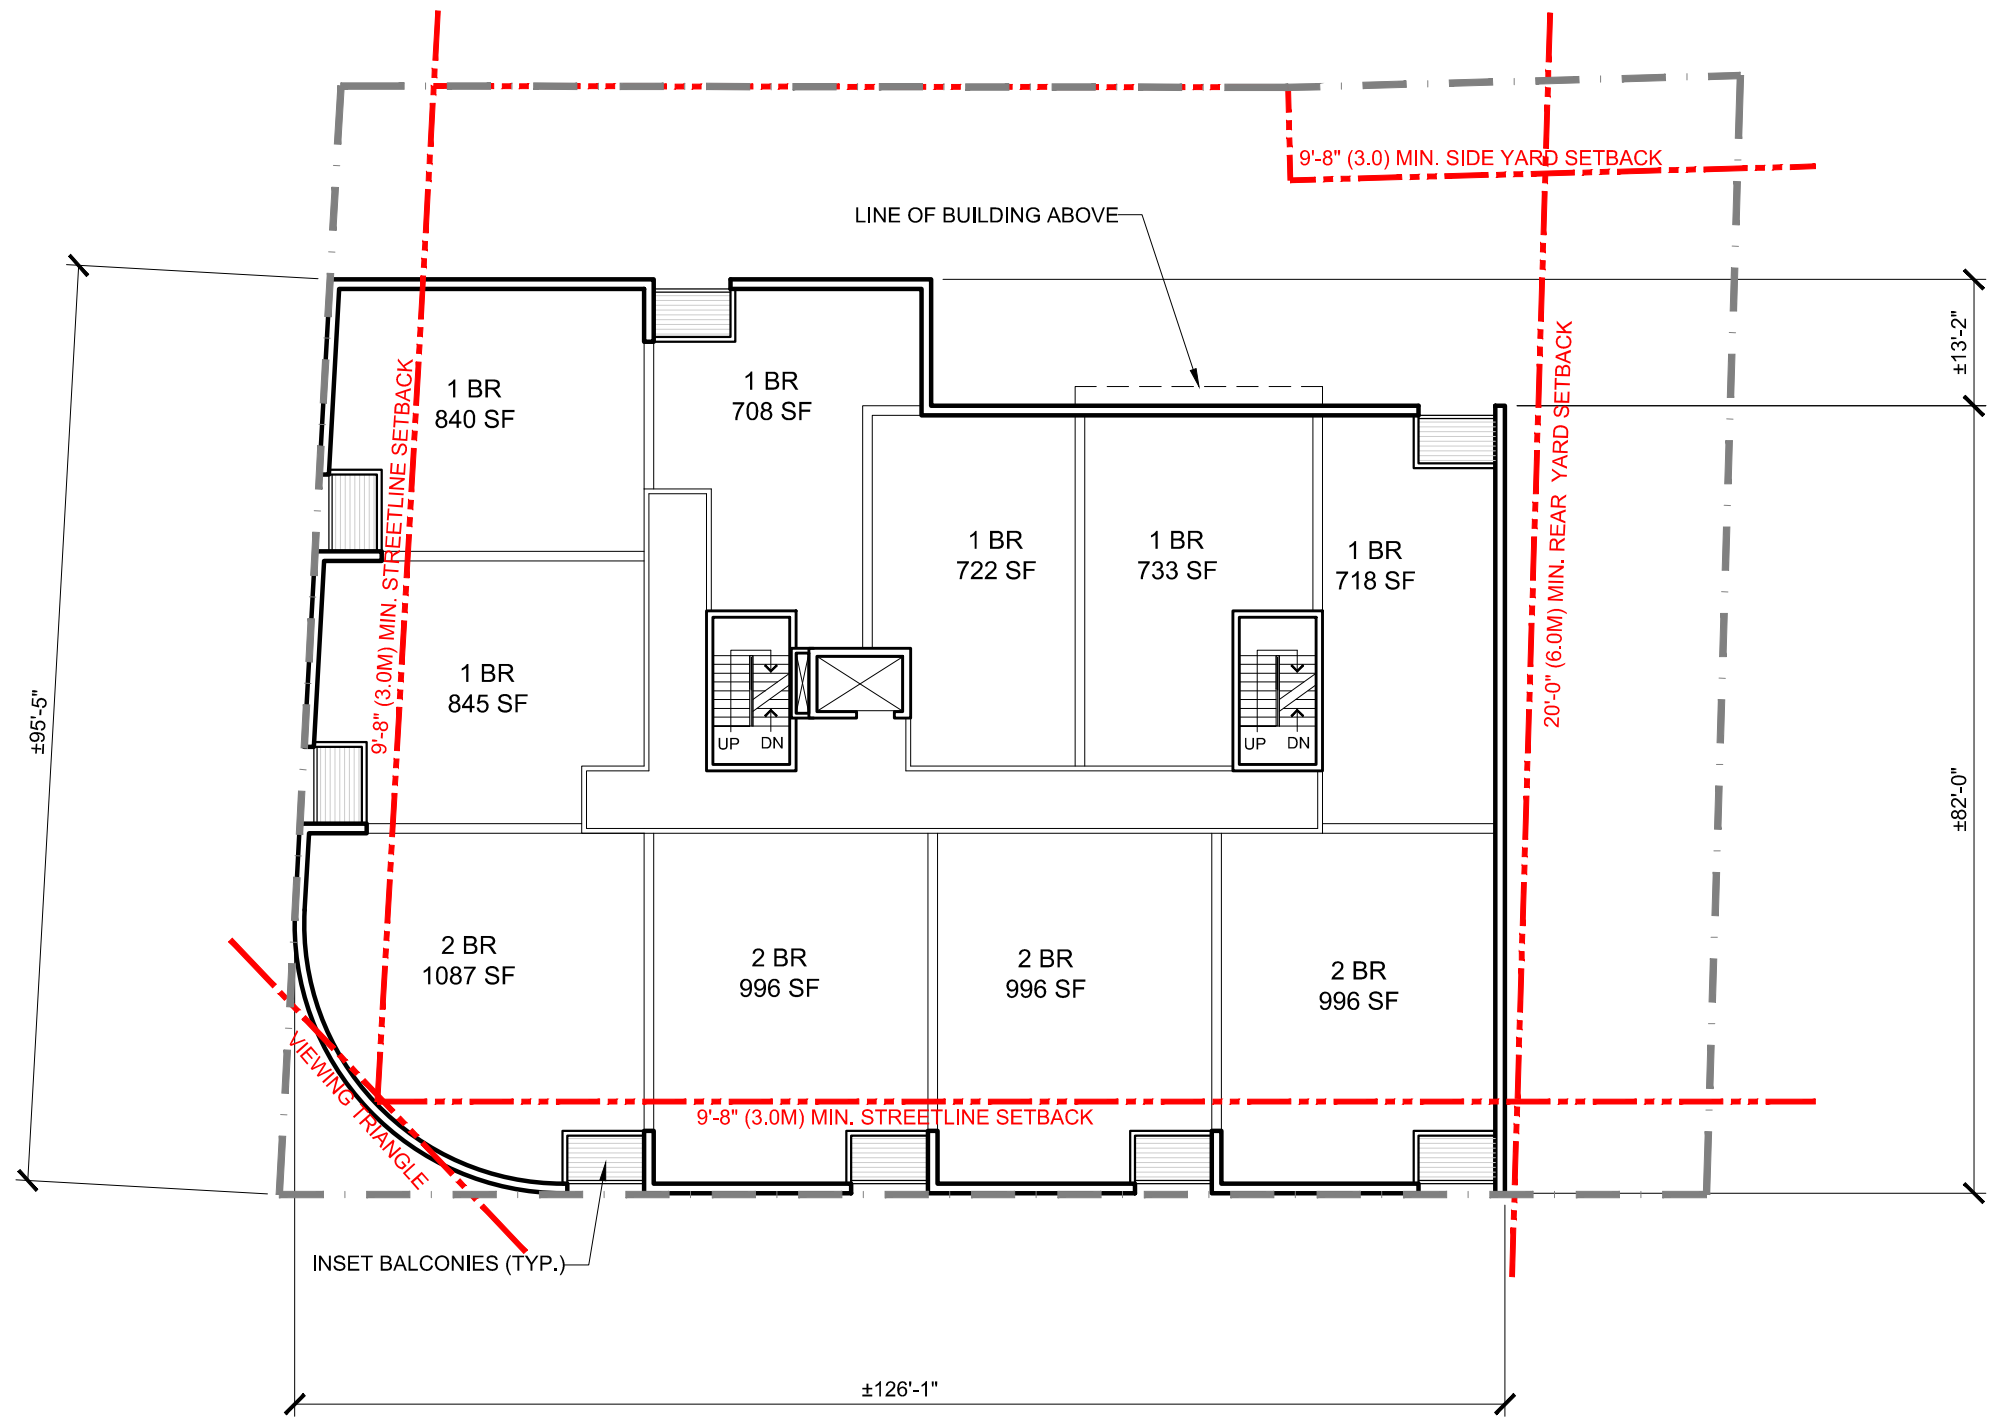 9'-8" (3.0) MIN. SIDE YARD SETBACK
LINE OF BUILDING ABOVE
±13'-2"
1 BR
840 SF
1 BR
708 SF
9'-8" (3.0M) MIN. STREETLINE SETBACK
20'-0" (6.0M) MIN. REAR YARD SETBACK
1 BR
722 SF
1 BR
733 SF
1 BR
718 SF
±95'-5"
1 BR
845 SF
UP
DN
UP
DN
±82'-0"
2 BR
1087 SF
2 BR
996 SF
2 BR
996 SF
2 BR
996 SF
VIEWING TRIANGLE
9'-8" (3.0M) MIN. STREETLINE SETBACK
INSET BALCONIES (TYP.)
±126'-1"